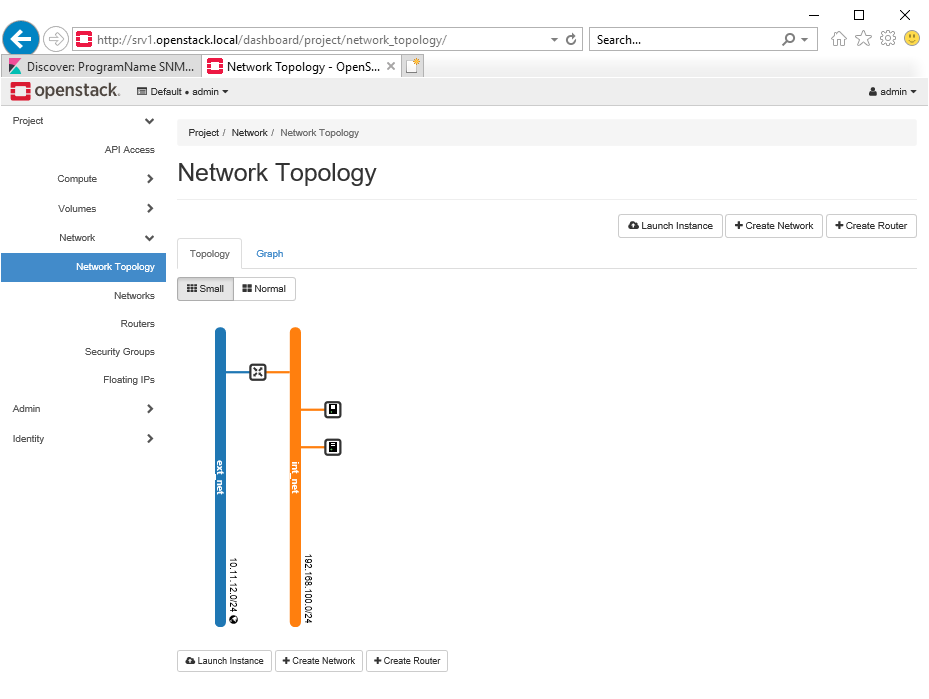 http://srv1.openstack.local/dashboard/project/network_topology/
Search...
Discover: ProgramName SNM...
Network Topology - OpenS...
openstack.
Default • admin
admin
Project
API Access
Compute
Volumes
Network
Network Topology
Networks
Routers
Security Groups
Floating IPs
Admin
Identity
Project / Network / Network Topology
Network Topology
Launch Instance
+ Create Network
+ Create Router
Topology
Graph
Small
Normal
ext_net
10.11.12.0/24
int_net
192.168.100.0/24
Launch Instance
+ Create Network
+ Create Router